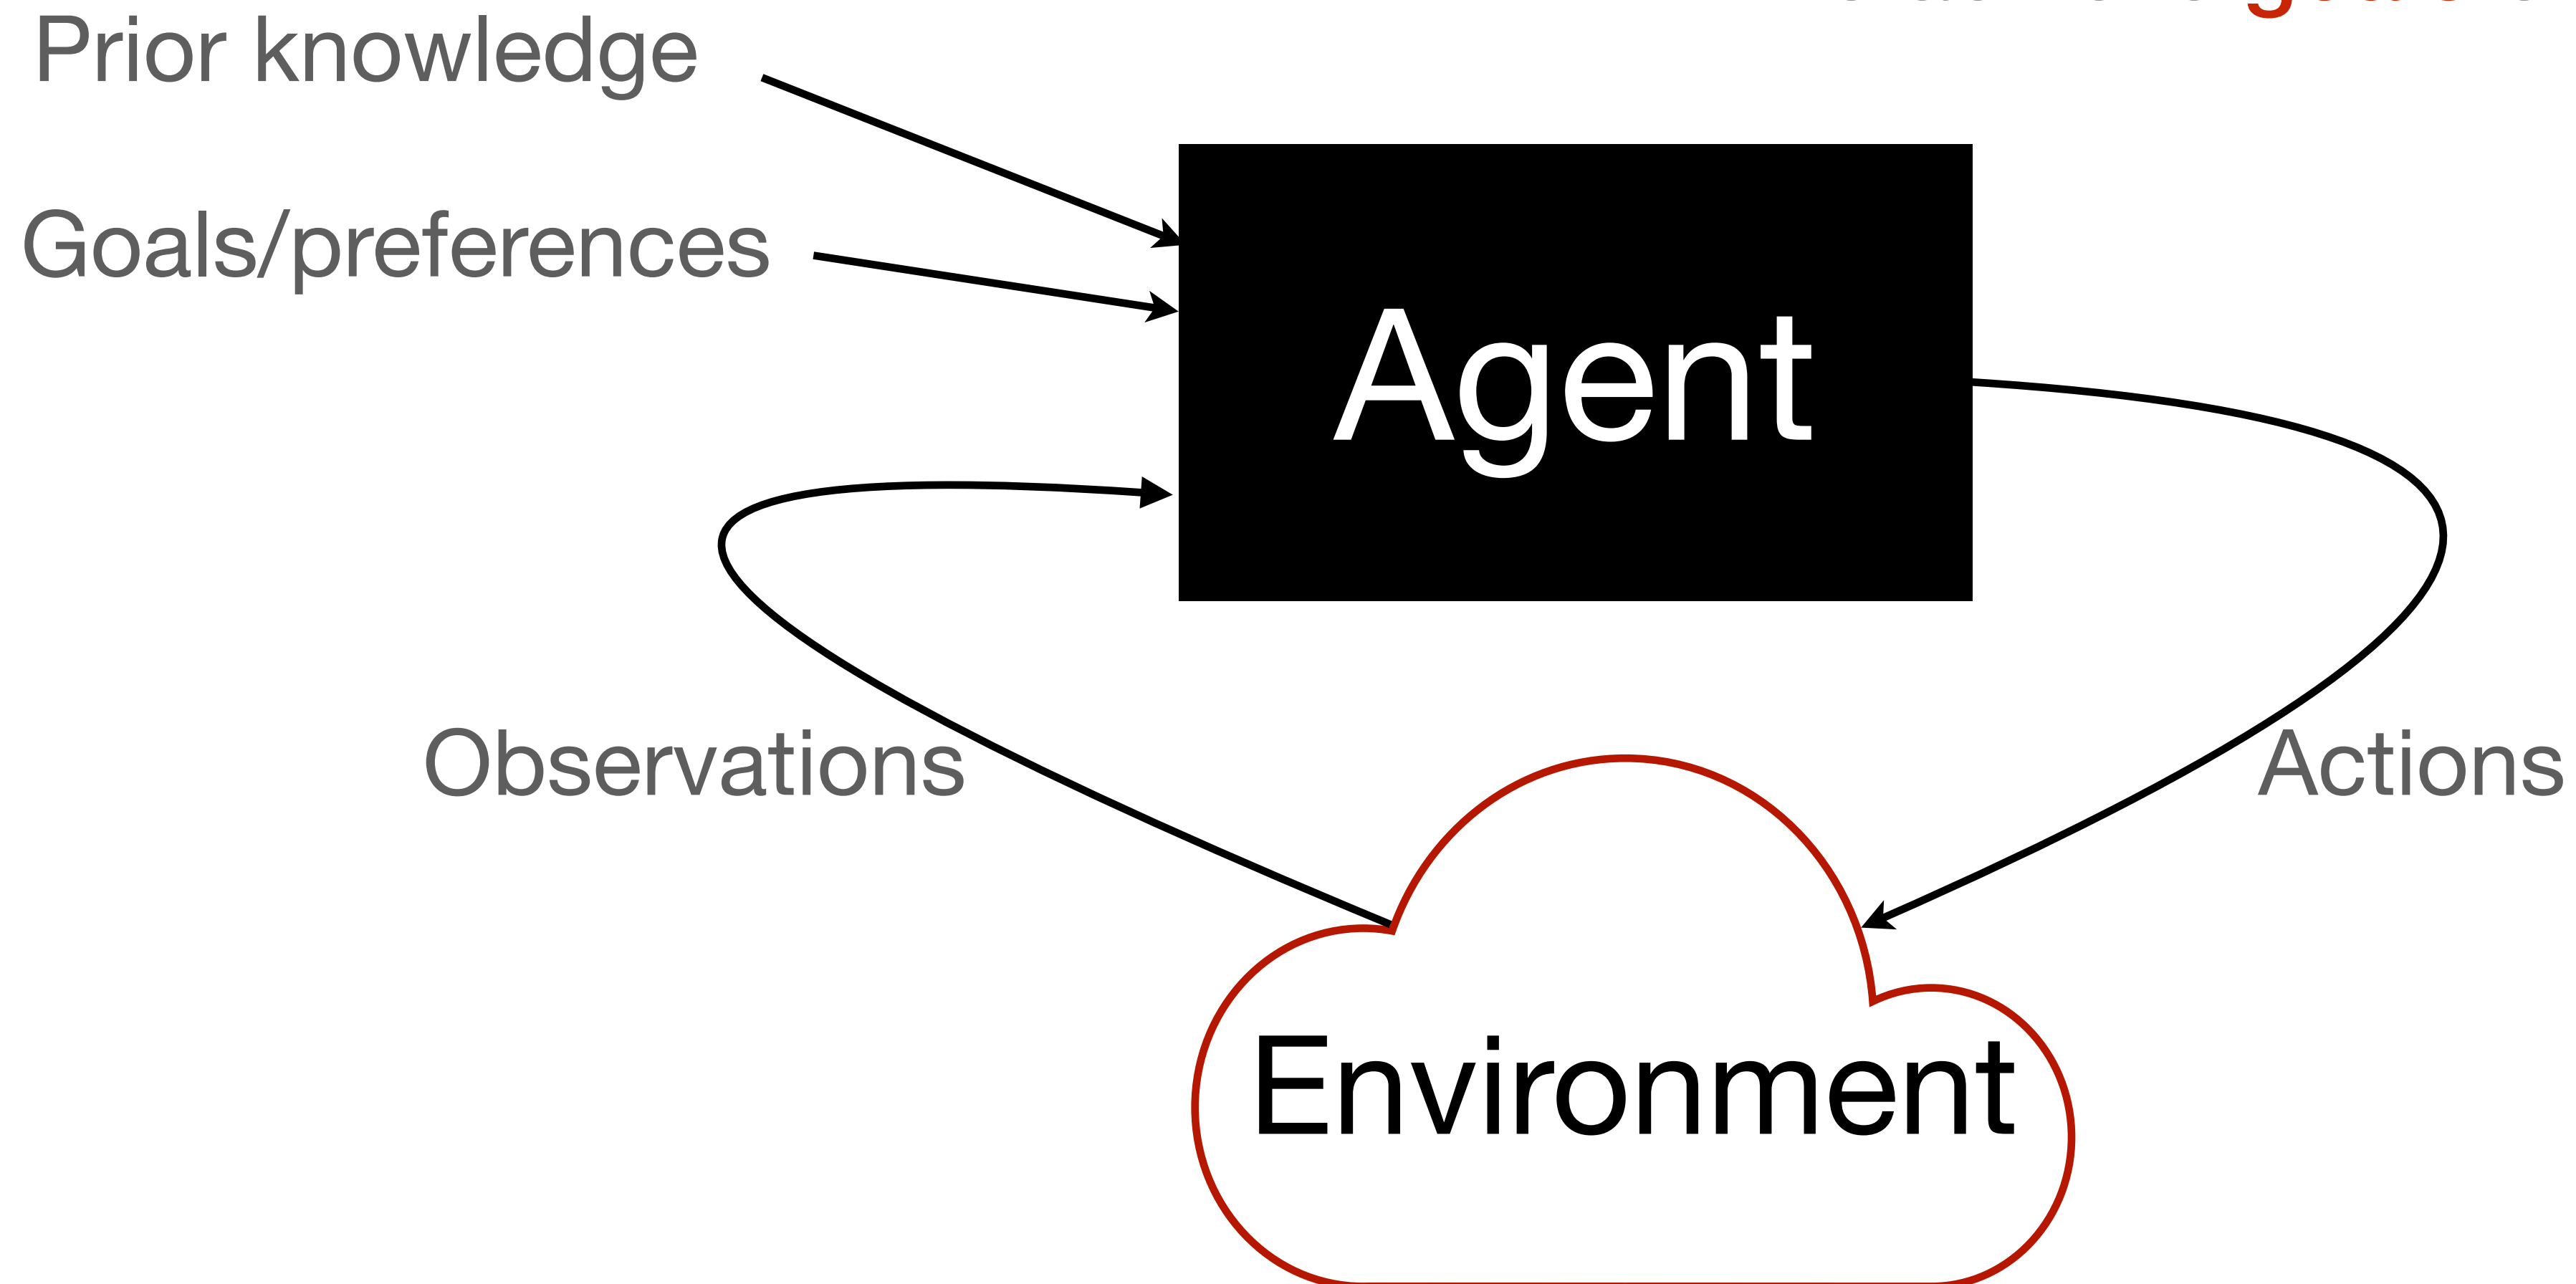 Prior knowledge
Goals/preferences
Agent
Observations
Actions
Environment